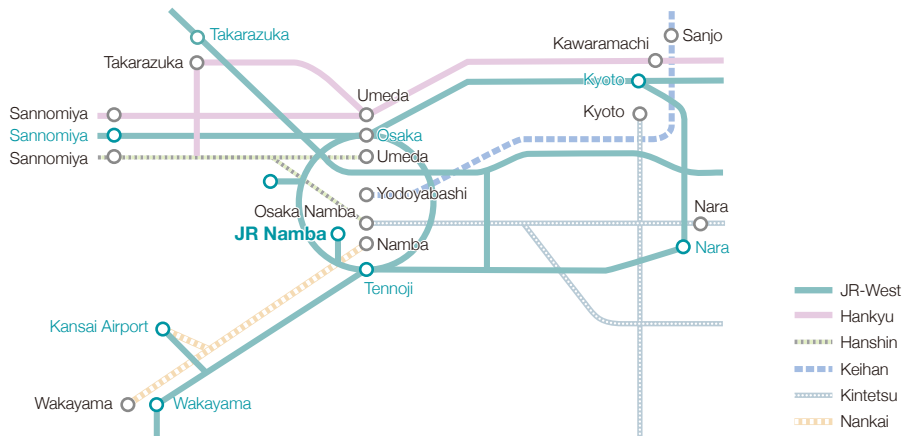 Takarazuka
Sanjo
Kawaramachi
Takarazuka
Kyoto
Umeda
Sannomiya
Kyoto
Sannomiya
Osaka
Sannomiya
Umeda
Yodoyabashi
Osaka Namba
Nara
JR Namba
Namba
Nara
Tennoji
JR-West
Kansai Airport
Hankyu
Hanshin
Keihan
Kintetsu
Wakayama
Wakayama
Nankai